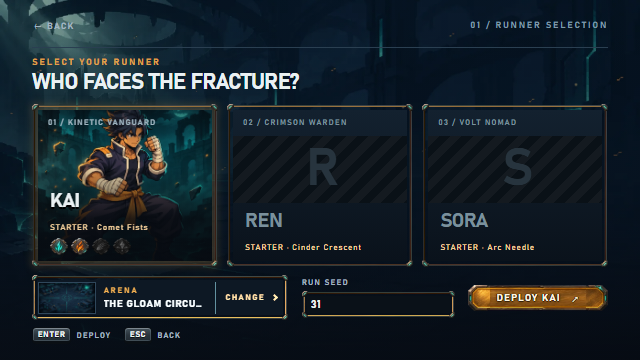 ← BACK
01 / RUNNER SELECTION
SELECT YOUR RUNNER
WHO FACES THE FRACTURE?
01 / KINETIC VANGUARD
KAI
STARTER · Comet Fists
02 / CRIMSON WARDEN
R
REN
STARTER · Cinder Crescent
03 / VOLT NOMAD
S
SORA
STARTER · Arc Needle
ARENA
THE GLOAM CIRCU…
CHANGE >
RUN SEED
31
DEPLOY KAI ↗
ENTER DEPLOY ESC BACK